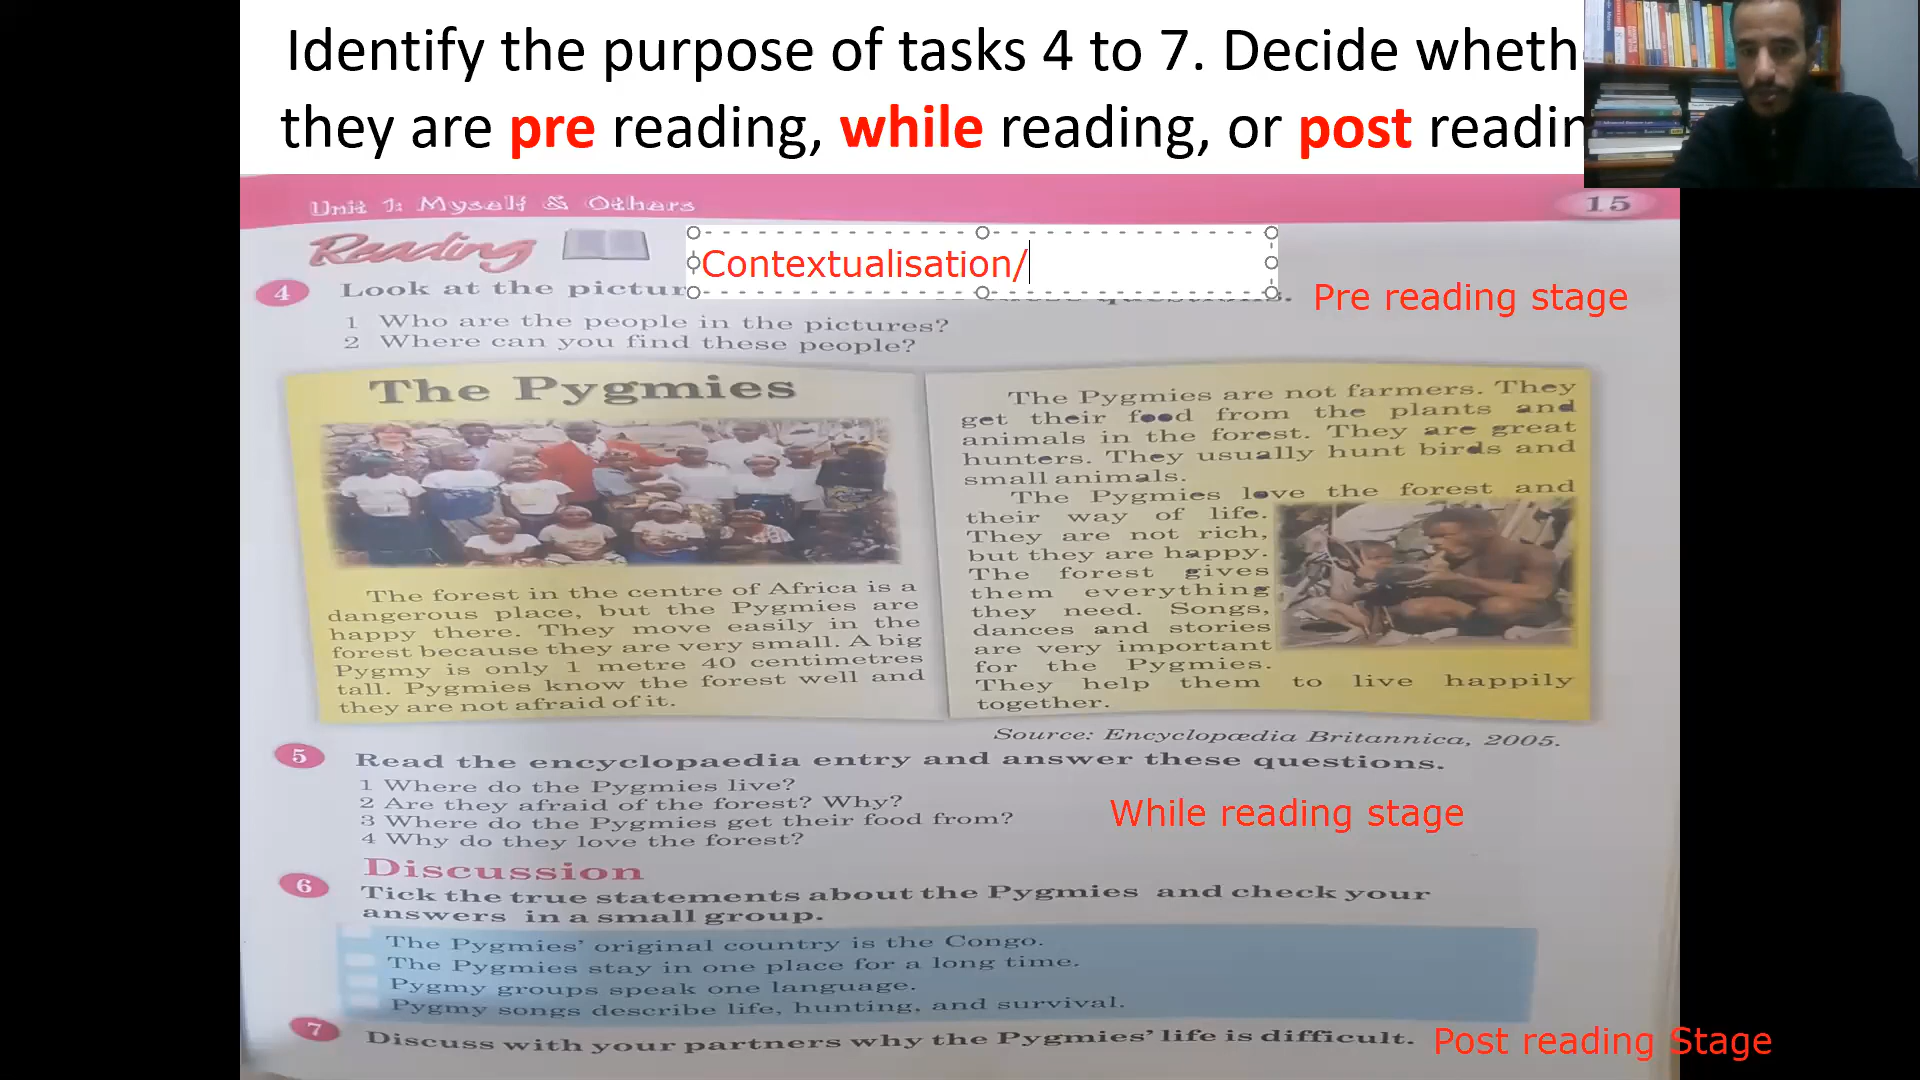 Identify the purpose of tasks 4 to 7. Decide wheth
they are pre reading, while reading, or post readin
Unit 1: Myself & Others
15
Reading
Contextualisation/
4 Look at the pictur questions.
Pre reading stage
1 Who are the people in the pictures?
2 Where can you find these people?
The Pygmies
The forest in the centre of Africa is a
dangerous place, but the Pygmies are
happy there. They move easily in the
forest because they are very small. A big
Pygmy is only 1 metre 40 centimetres
tall. Pygmies know the forest well and
they are not afraid of it.
The Pygmies are not farmers. They
get their food from the plants and
animals in the forest. They are great
hunters. They usually hunt birds and
small animals.
The Pygmies love the forest and
their way of life.
They are not rich,
but they are happy.
The forest gives
them everything
they need. Songs,
dances and stories
are very important
for the Pygmies.
They help them to live happily
together.
Source: Encyclopædia Britannica, 2005.
5 Read the encyclopaedia entry and answer these questions.
1 Where do the Pygmies live?
2 Are they afraid of the forest? Why?
3 Where do the Pygmies get their food from?
4 Why do they love the forest?
While reading stage
Discussion
6 Tick the true statements about the Pygmies and check your
answers in a small group.
The Pygmies' original country is the Congo.
The Pygmies stay in one place for a long time.
Pygmy groups speak one language.
Pygmy songs describe life, hunting, and survival.
7 Discuss with your partners why the Pygmies' life is difficult.
Post reading Stage